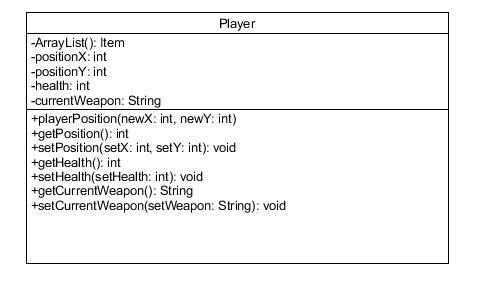 Player
-ArrayList(): Item
-positionX: int
-positionY: int
-health: int
-currentWeapon: String
+playerPosition(newX: int, newY: int)
+getPosition(): int
+setPosition(setX: int, setY: int): void
+getHealth(): int
+setHealth(setHealth: int): void
+getCurrentWeapon(): String
+setCurrentWeapon(setWeapon: String): void